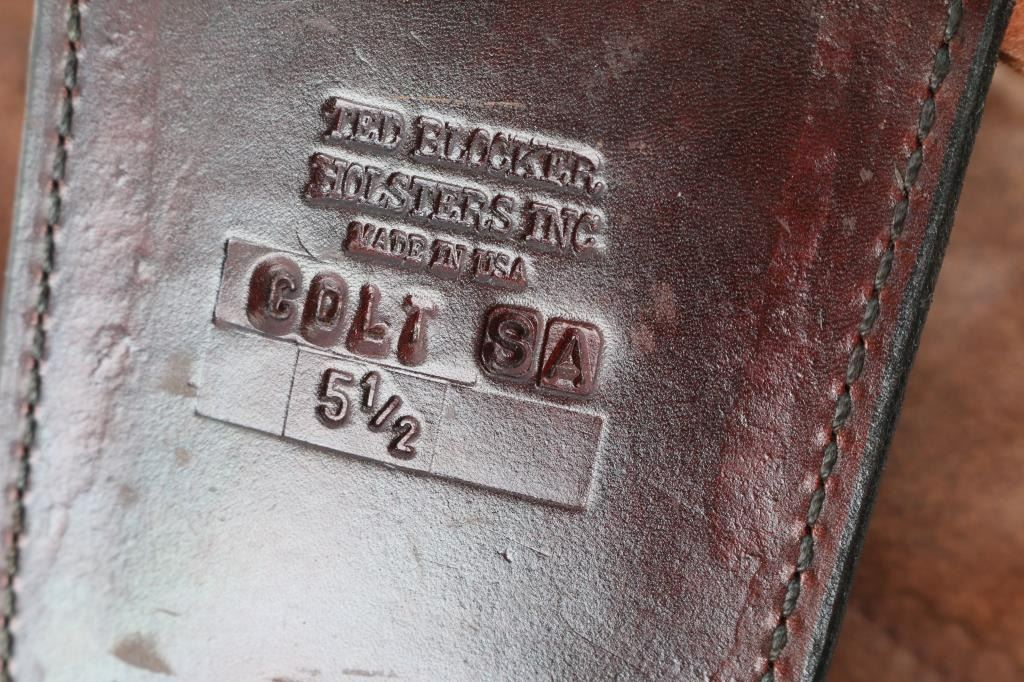 TED BLOCKER
HOLSTERS INC
MADE IN USA
COLT SA
5 1/2